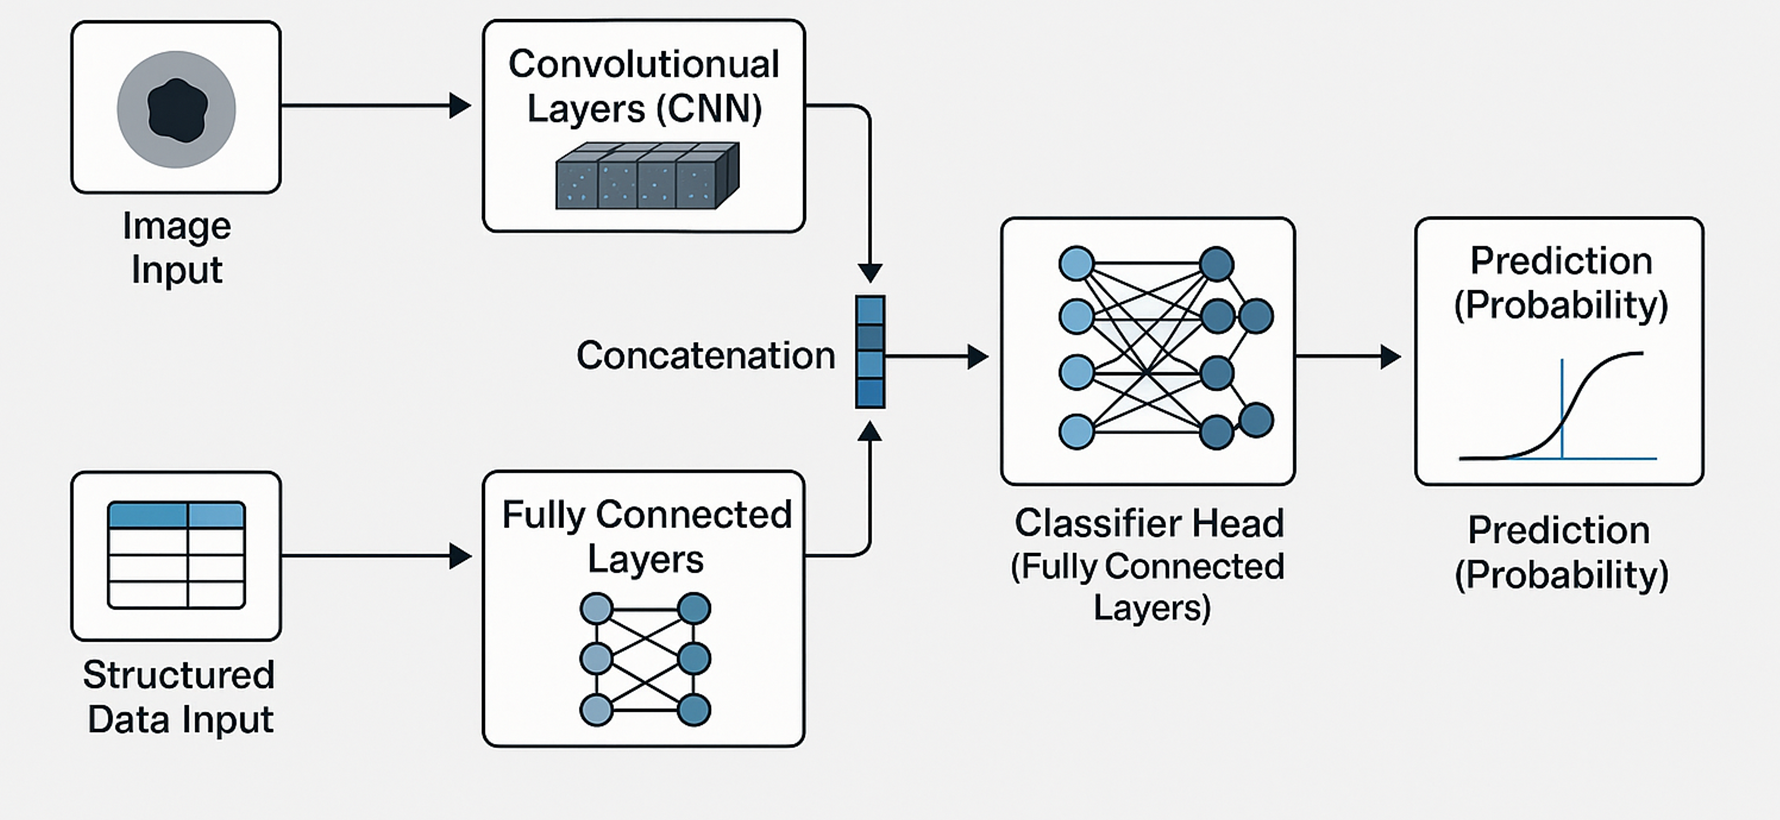 Image
Input
Convolutionual
Layers (CNN)
Concatenation
Structured
Data Input
Fully Connected
Layers
Classifier Head
(Fully Connected
Layers)
Prediction
(Probability)
Prediction
(Probability)